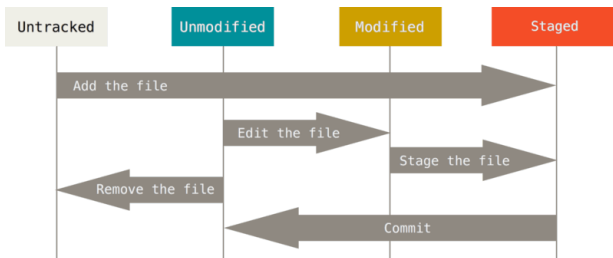 Untracked
Unmodified
Modified
Staged
Add the file
Edit the file
Stage the file
Remove the file
Commit